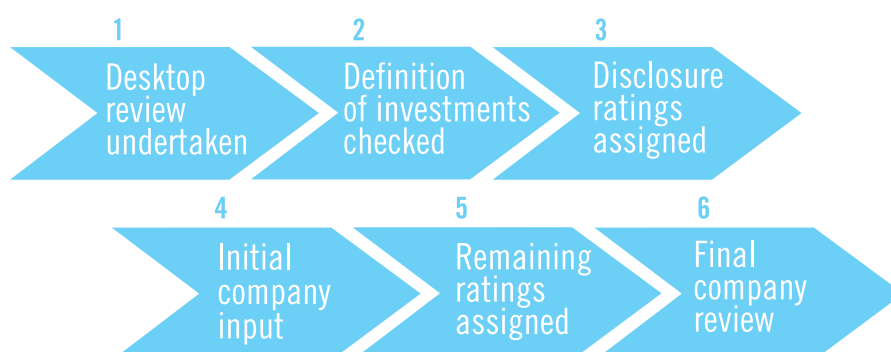 1
Desktop
review
undertaken
2
Definition
of investments
checked
3
Disclosure
ratings
assigned
4
Initial
company
input
5
Remaining
ratings
assigned
6
Final
company
review